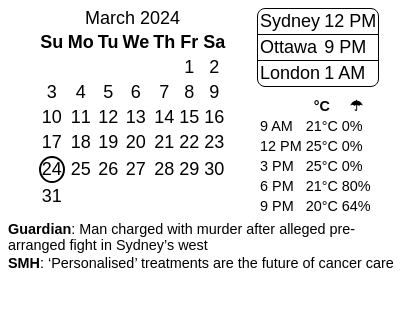 March 2024
Su Mo Tu We Th Fr Sa
1 2
3 4 5 6 7 8 9
10 11 12 13 14 15 16
17 18 19 20 21 22 23
24 25 26 27 28 29 30
31
Sydney 12 PM
Ottawa 9 PM
London 1 AM
°C ☂
9 AM 21°C 0%
12 PM 25°C 0%
3 PM 25°C 0%
6 PM 21°C 80%
9 PM 20°C 64%
Guardian: Man charged with murder after alleged pre-
arranged fight in Sydney’s west
SMH: ‘Personalised’ treatments are the future of cancer care